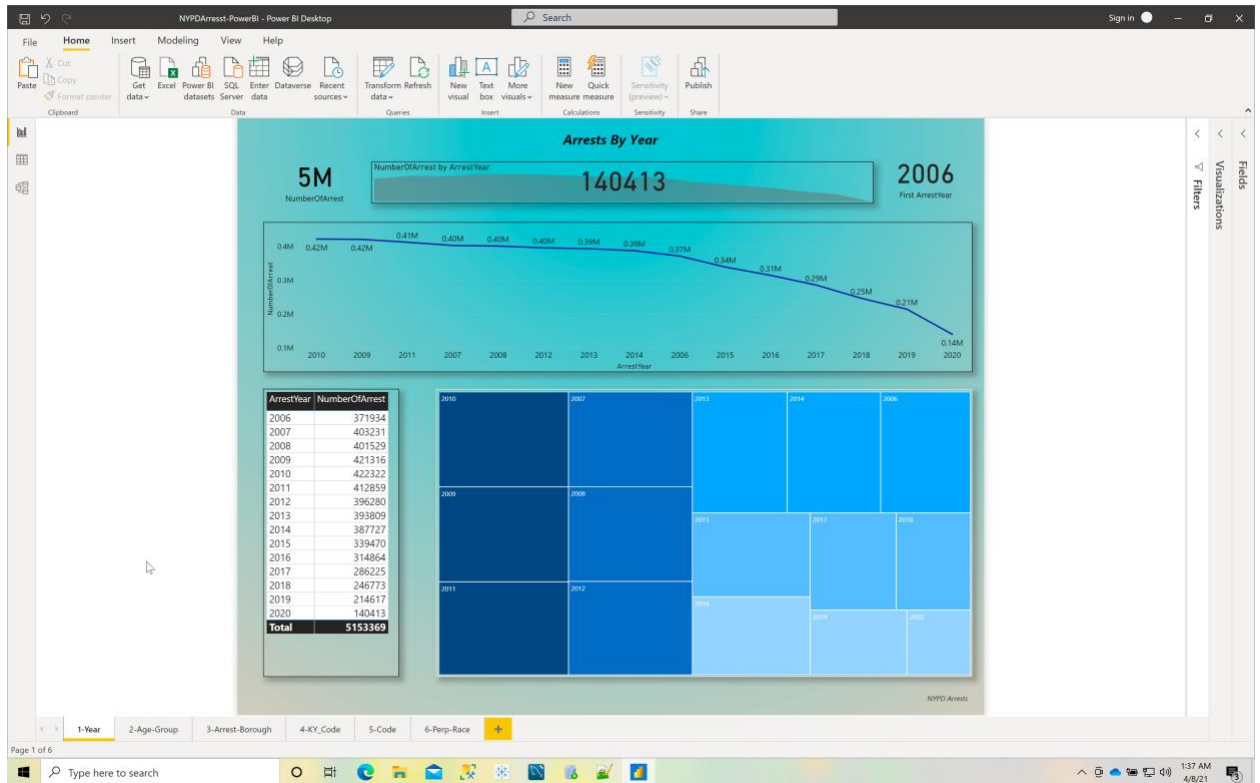 NYPDArresst-PowerBI - Power BI Desktop
Search
Sign in
File Home Insert Modeling View Help
Paste
Cut
Copy
Format painter
Get data
Excel
Power BI datasets
SQL Server
Enter data
Dataverse
Recent sources
Transform data
Refresh
New visual
Text box
More visuals
New measure
Quick measure
Sensitivity (preview)
Publish
Clipboard Data Queries Insert Calculations Sensitivity Share
Filters
Visualizations
Fields
Arrests By Year
5M
NumberOfArrest
NumberOfArrest by ArrestYear
140413
2006
First ArrestYear
NumberOfArrest
0.4M
0.3M
0.2M
0.1M
0.42M 0.42M 0.41M 0.40M 0.40M 0.40M 0.39M 0.39M 0.37M 0.34M 0.31M 0.29M 0.25M 0.21M 0.14M
2010 2009 2011 2007 2008 2012 2013 2014 2006 2015 2016 2017 2018 2019 2020
ArrestYear
ArrestYear NumberOfArrest
2006 371934
2007 403231
2008 401529
2009 421316
2010 422322
2011 412859
2012 396280
2013 393809
2014 387727
2015 339470
2016 314864
2017 286225
2018 246773
2019 214617
2020 140413
Total 5153369
2010 2007 2013 2014 2006
2009 2008 2015 2017 2018
2011 2012 2016 2019 2020
NYPD Arrests
1-Year 2-Age-Group 3-Arrest-Borough 4-KY_Code 5-Code 6-Perp-Race
Page 1 of 6
Type here to search
1:37 AM
4/8/21